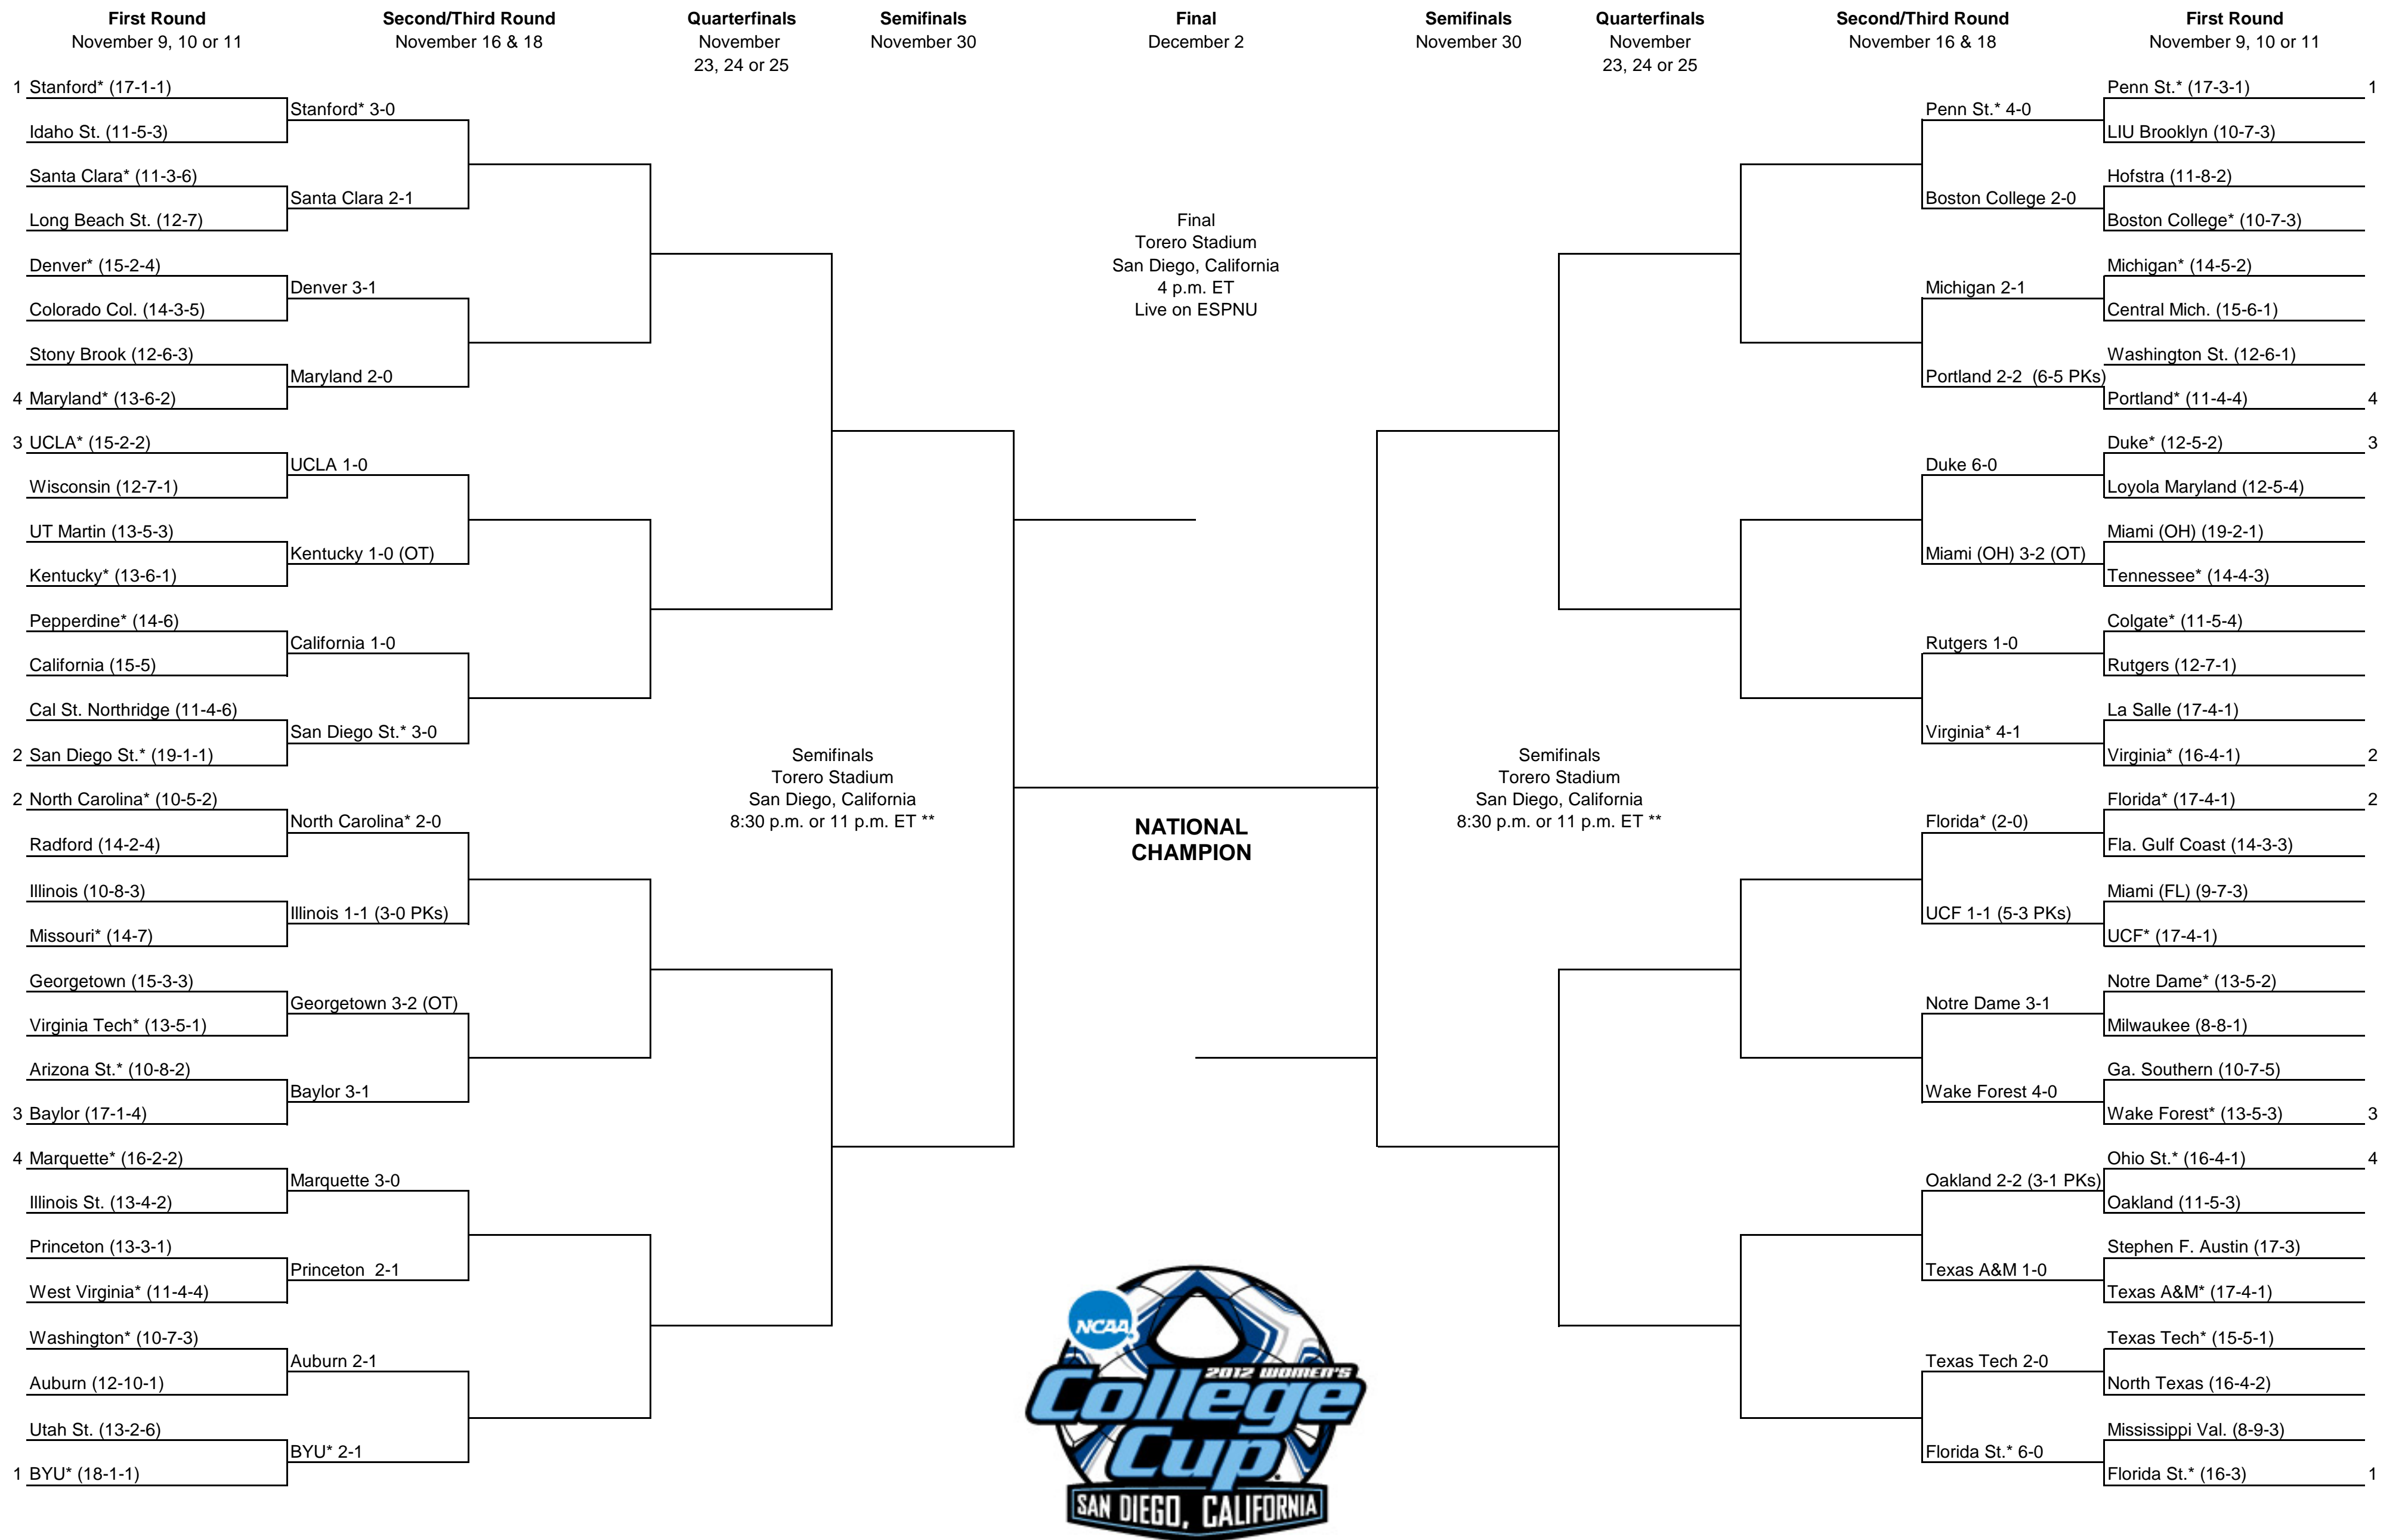 First Round
November 9, 10 or 11
Second/Third Round
November 16 & 18
Quarterfinals
November
23, 24 or 25
Semifinals
November 30
Final
December 2
Semifinals
November 30
Quarterfinals
November
23, 24 or 25
Second/Third Round
November 16 & 18
First Round
November 9, 10 or 11
1 Stanford* (17-1-1)
Stanford* 3-0
Idaho St. (11-5-3)
Santa Clara* (11-3-6)
Santa Clara 2-1
Long Beach St. (12-7)
Denver* (15-2-4)
Denver 3-1
Colorado Col. (14-3-5)
Stony Brook (12-6-3)
Maryland 2-0
4 Maryland* (13-6-2)
3 UCLA* (15-2-2)
UCLA 1-0
Wisconsin (12-7-1)
UT Martin (13-5-3)
Kentucky 1-0 (OT)
Kentucky* (13-6-1)
Pepperdine* (14-6)
California 1-0
California (15-5)
Cal St. Northridge (11-4-6)
San Diego St.* 3-0
2 San Diego St.* (19-1-1)
2 North Carolina* (10-5-2)
North Carolina* 2-0
Radford (14-2-4)
Illinois (10-8-3)
Illinois 1-1 (3-0 PKs)
Missouri* (14-7)
Georgetown (15-3-3)
Georgetown 3-2 (OT)
Virginia Tech* (13-5-1)
Arizona St.* (10-8-2)
Baylor 3-1
3 Baylor (17-1-4)
4 Marquette* (16-2-2)
Marquette 3-0
Illinois St. (13-4-2)
Princeton (13-3-1)
Princeton  2-1
West Virginia* (11-4-4)
Washington* (10-7-3)
Auburn 2-1
Auburn (12-10-1)
Utah St. (13-2-6)
BYU* 2-1
1 BYU* (18-1-1)
Semifinals
Torero Stadium
San Diego, California
8:30 p.m. or 11 p.m. ET **
Final
Torero Stadium
San Diego, California
4 p.m. ET
Live on ESPNU
NATIONAL
CHAMPION
Semifinals
Torero Stadium
San Diego, California
8:30 p.m. or 11 p.m. ET **
Penn St.* (17-3-1) 1
Penn St.* 4-0
LIU Brooklyn (10-7-3)
Hofstra (11-8-2)
Boston College 2-0
Boston College* (10-7-3)
Michigan* (14-5-2)
Michigan 2-1
Central Mich. (15-6-1)
Washington St. (12-6-1)
Portland 2-2  (6-5 PKs)
Portland* (11-4-4) 4
Duke* (12-5-2) 3
Duke 6-0
Loyola Maryland (12-5-4)
Miami (OH) (19-2-1)
Miami (OH) 3-2 (OT)
Tennessee* (14-4-3)
Colgate* (11-5-4)
Rutgers 1-0
Rutgers (12-7-1)
La Salle (17-4-1)
Virginia* 4-1
Virginia* (16-4-1) 2
Florida* (17-4-1) 2
Florida* (2-0)
Fla. Gulf Coast (14-3-3)
Miami (FL) (9-7-3)
UCF 1-1 (5-3 PKs)
UCF* (17-4-1)
Notre Dame* (13-5-2)
Notre Dame 3-1
Milwaukee (8-8-1)
Ga. Southern (10-7-5)
Wake Forest 4-0
Wake Forest* (13-5-3) 3
Ohio St.* (16-4-1) 4
Oakland 2-2 (3-1 PKs)
Oakland (11-5-3)
Stephen F. Austin (17-3)
Texas A&M 1-0
Texas A&M* (17-4-1)
Texas Tech* (15-5-1)
Texas Tech 2-0
North Texas (16-4-2)
Mississippi Val. (8-9-3)
Florida St.* 6-0
Florida St.* (16-3) 1
NCAA
2012 WOMEN'S
College
Cup
SAN DIEGO, CALIFORNIA